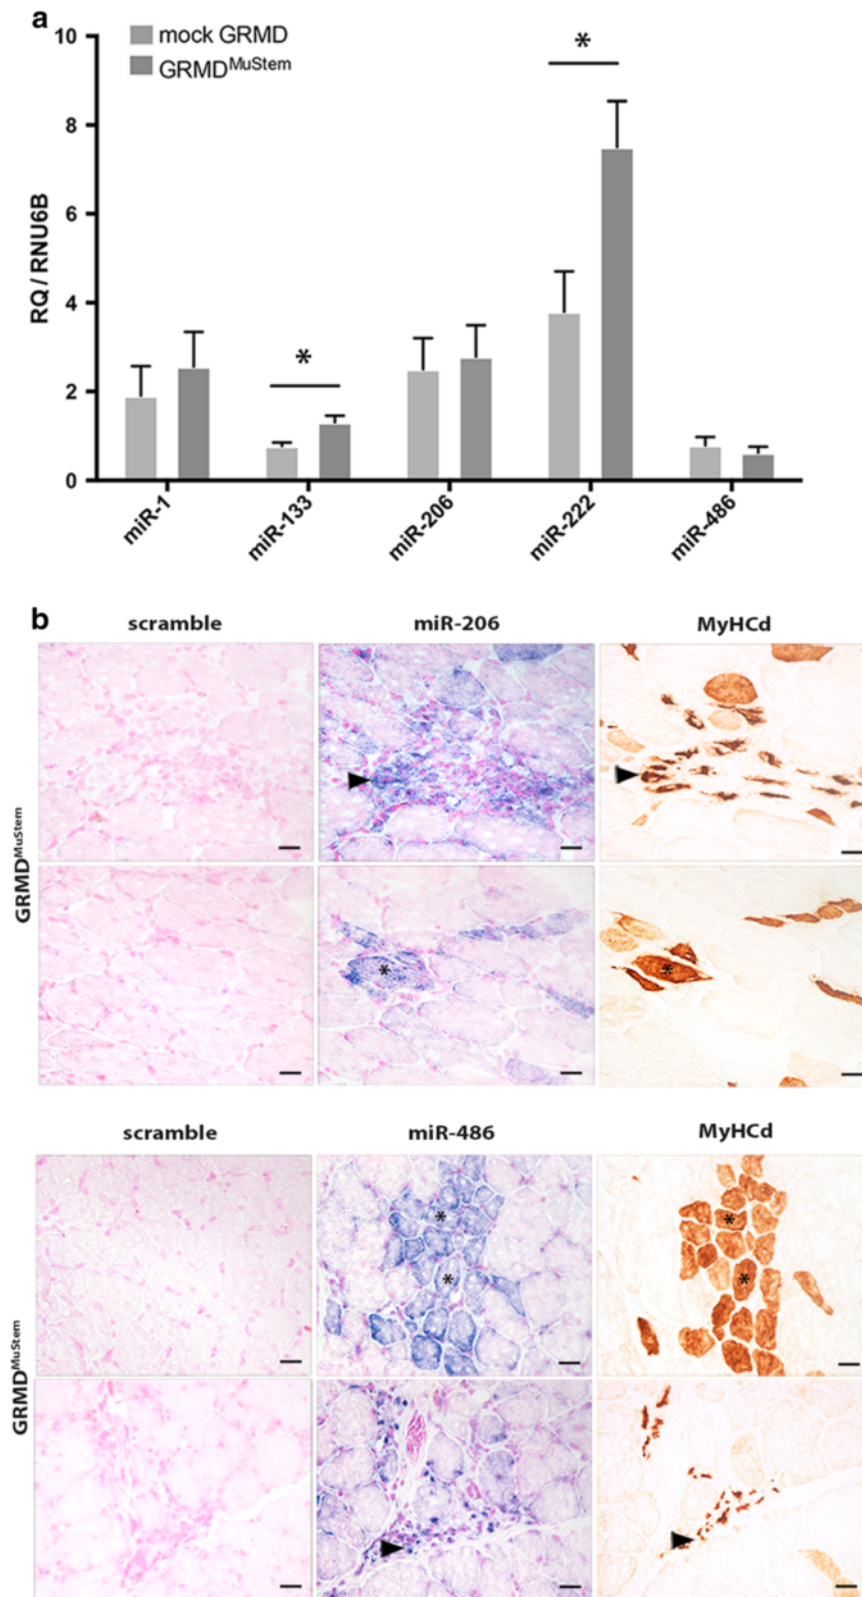 a
mock GRMD
GRMDMuStem
RQ / RNU6B
10
8
6
4
2
0
*
*
miR-1
miR-133
miR-206
miR-222
miR-486
b
scramble miR-206 MyHCd
GRMDMuStem
* *
scramble miR-486 MyHCd
GRMDMuStem
* *
* *